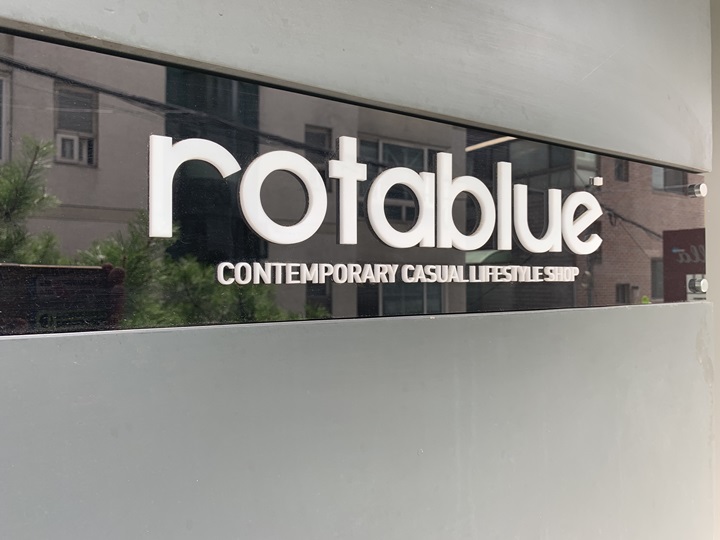 rotablue
CONTEMPORARY CASUAL LIFESTYLE SHOP